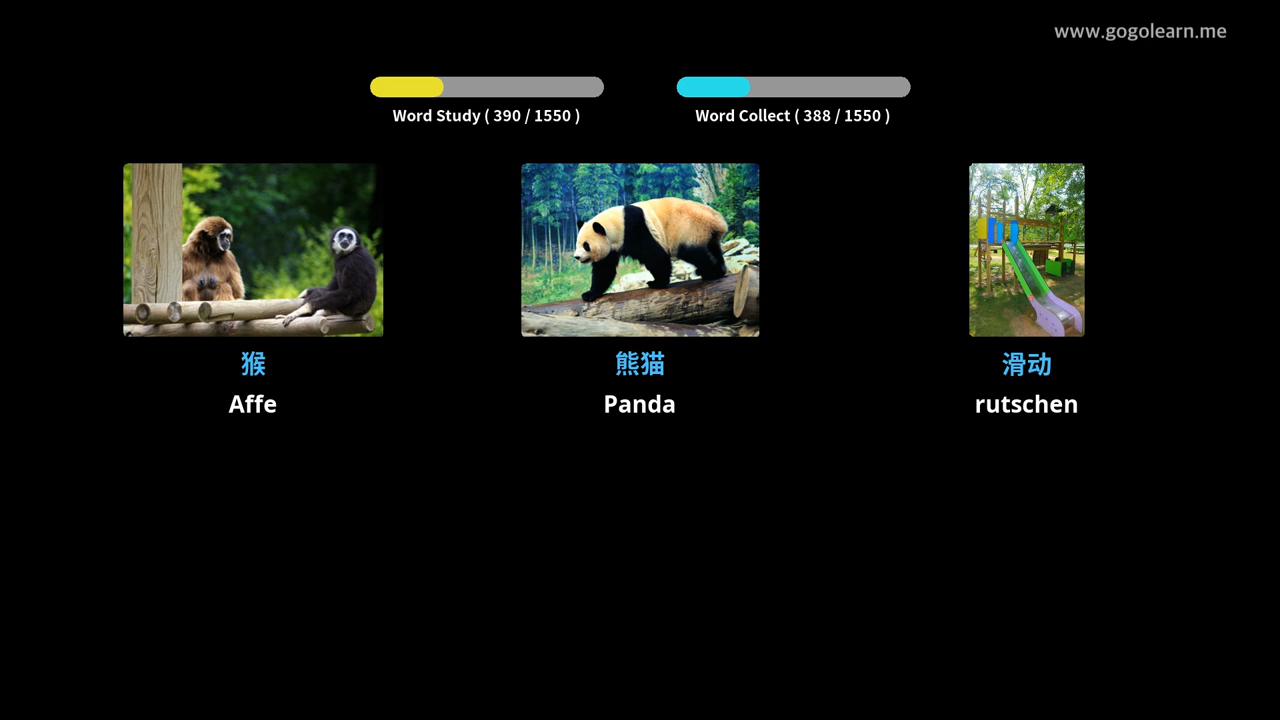 www.gogolearn.me
Word Study ( 390 / 1550 )
Word Collect ( 388 / 1550 )
猴
熊猫
滑动
Affe
Panda
rutschen